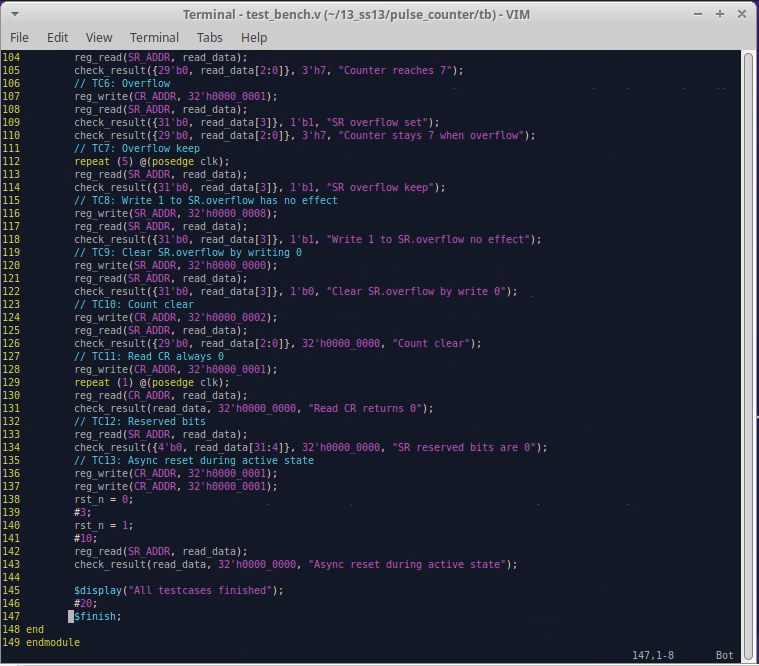 Terminal - test_bench.v (~/13_ss13/pulse_counter/tb) - VIM
File Edit View Terminal Tabs Help
104         reg_read(SR_ADDR, read_data);
105         check_result({29'b0, read_data[2:0]}, 3'h7, "Counter reaches 7");
106         // TC6: Overflow
107         reg_write(CR_ADDR, 32'h0000_0001);
108         reg_read(SR_ADDR, read_data);
109         check_result({31'b0, read_data[3]}, 1'b1, "SR overflow set");
110         check_result({29'b0, read_data[2:0]}, 3'h7, "Counter stays 7 when overflow");
111         // TC7: Overflow keep
112         repeat (5) @(posedge clk);
113         reg_read(SR_ADDR, read_data);
114         check_result({31'b0, read_data[3]}, 1'b1, "SR overflow keep");
115         // TC8: Write 1 to SR.overflow has no effect
116         reg_write(SR_ADDR, 32'h0000_0008);
117         reg_read(SR_ADDR, read_data);
118         check_result({31'b0, read_data[3]}, 1'b1, "Write 1 to SR.overflow no effect");
119         // TC9: Clear SR.overflow by writing 0
120         reg_write(SR_ADDR, 32'h0000_0000);
121         reg_read(SR_ADDR, read_data);
122         check_result({31'b0, read_data[3]}, 1'b0, "Clear SR.overflow by write 0");
123         // TC10: Count clear
124         reg_write(CR_ADDR, 32'h0000_0002);
125         reg_read(SR_ADDR, read_data);
126         check_result({29'b0, read_data[2:0]}, 32'h0000_0000, "Count clear");
127         // TC11: Read CR always 0
128         reg_write(CR_ADDR, 32'h0000_0001);
129         repeat (1) @(posedge clk);
130         reg_read(CR_ADDR, read_data);
131         check_result(read_data, 32'h0000_0000, "Read CR returns 0");
132         // TC12: Reserved bits
133         reg_read(SR_ADDR, read_data);
134         check_result({4'b0, read_data[31:4]}, 32'h0000_0000, "SR reserved bits are 0");
135         // TC13: Async reset during active state
136         reg_write(CR_ADDR, 32'h0000_0001);
137         reg_write(CR_ADDR, 32'h0000_0001);
138         rst_n = 0;
139         #3;
140         rst_n = 1;
141         #10;
142         reg_read(SR_ADDR, read_data);
143         check_result(read_data, 32'h0000_0000, "Async reset during active state");
144
145         $display("All testcases finished");
146         #20;
147         $finish;
148 end
149 endmodule
147,1-8 Bot